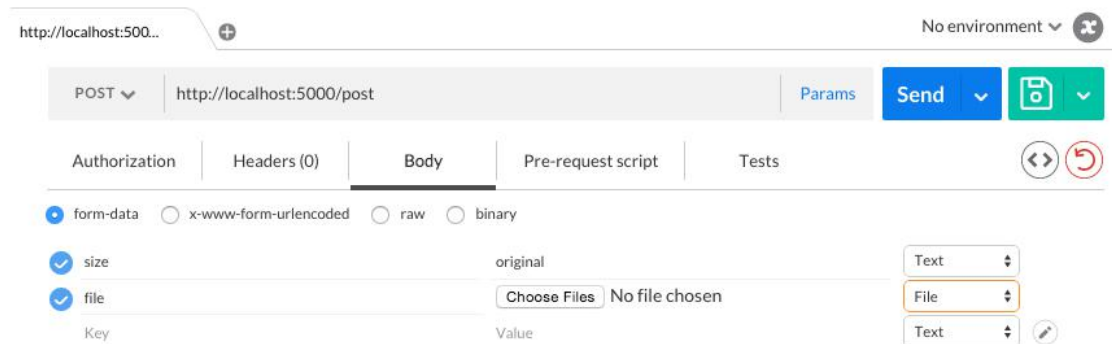 http://localhost:500... No environment
POST http://localhost:5000/post Params Send
Authorization Headers (0) Body Pre-request script Tests
form-data x-www-form-urlencoded raw binary
size original Text
file Choose Files No file chosen File
Key Value Text